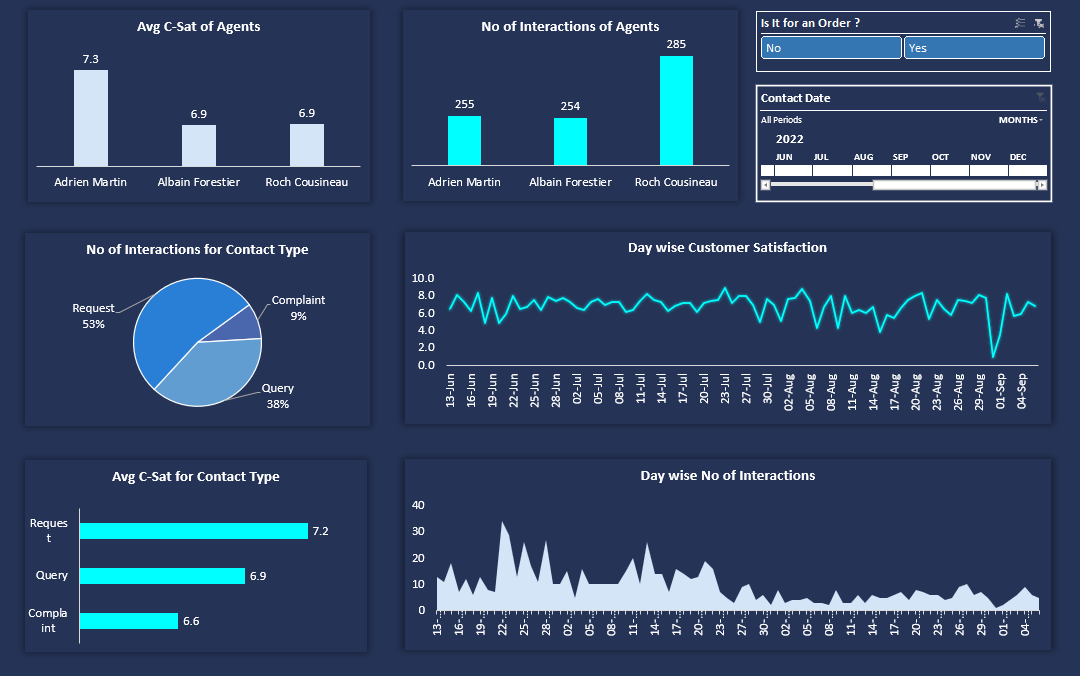 Avg C-Sat of Agents
7.3
6.9
6.9
Adrien Martin
Albain Forestier
Roch Cousineau
No of Interactions of Agents
255
254
285
Adrien Martin
Albain Forestier
Roch Cousineau
Is It for an Order ?
No
Yes
Contact Date
All Periods
MONTHS
2022
JUN
JUL
AUG
SEP
OCT
NOV
DEC
No of Interactions for Contact Type
Request
53%
Complaint
9%
Query
38%
Day wise Customer Satisfaction
10.0
8.0
6.0
4.0
2.0
0.0
13-Jun
16-Jun
19-Jun
22-Jun
25-Jun
28-Jun
02-Jul
05-Jul
08-Jul
11-Jul
14-Jul
17-Jul
20-Jul
23-Jul
27-Jul
30-Jul
02-Aug
05-Aug
08-Aug
11-Aug
14-Aug
17-Aug
20-Aug
23-Aug
26-Aug
29-Aug
01-Sep
04-Sep
Avg C-Sat for Contact Type
Reques
t
7.2
Query
6.9
Compla
int
6.6
Day wise No of Interactions
40
30
20
10
0
13-…
16-…
19-…
22-…
25-…
28-…
02-…
05-…
08-…
11-…
14-…
17-…
20-…
23-…
27-…
30-…
02-…
05-…
08-…
11-…
14-…
17-…
20-…
23-…
26-…
29-…
01-…
04-…